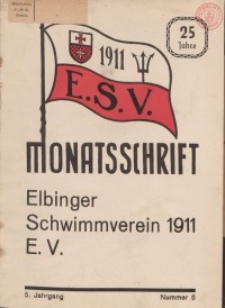 1911
25
Jahre
E.S.V.
MONATSSCHRIFT
Elbinger
Schwimmverein 1911
E. V.
5. Jahrgang Nummer 6